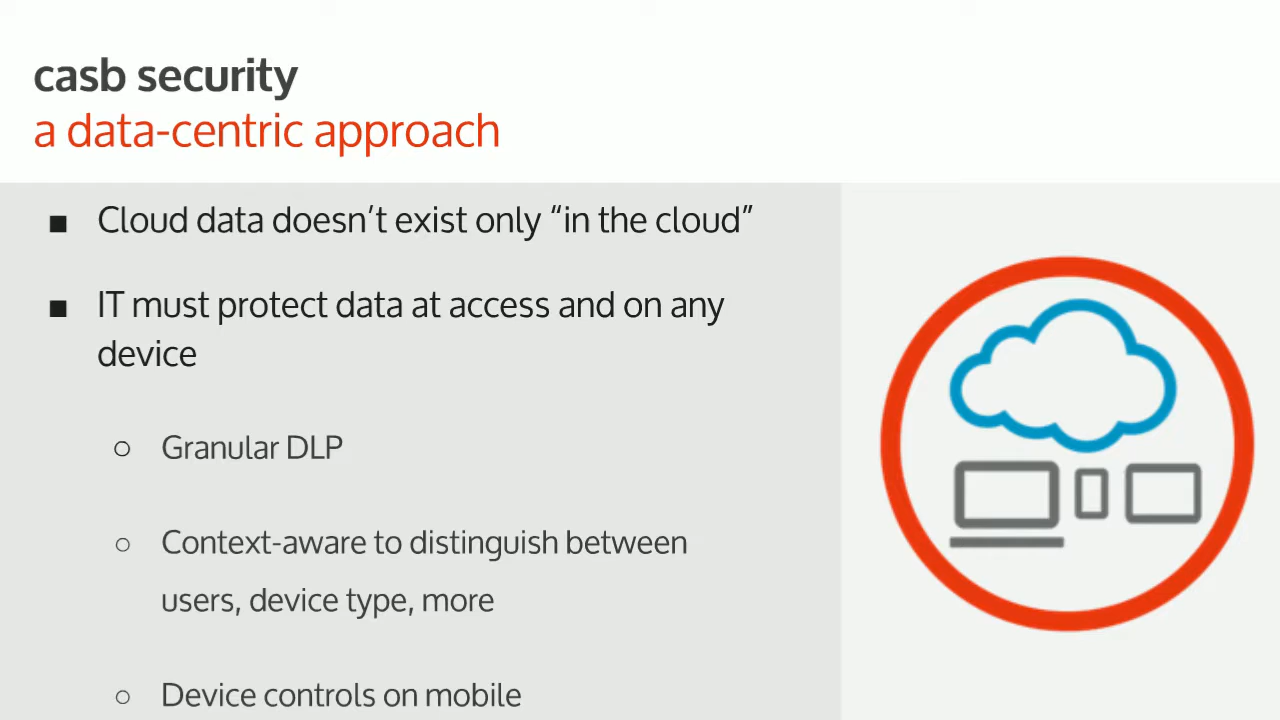 casb security
a data-centric approach
■ Cloud data doesn’t exist only “in the cloud”
■ IT must protect data at access and on any
device
○ Granular DLP
○ Context-aware to distinguish between
users, device type, more
○ Device controls on mobile